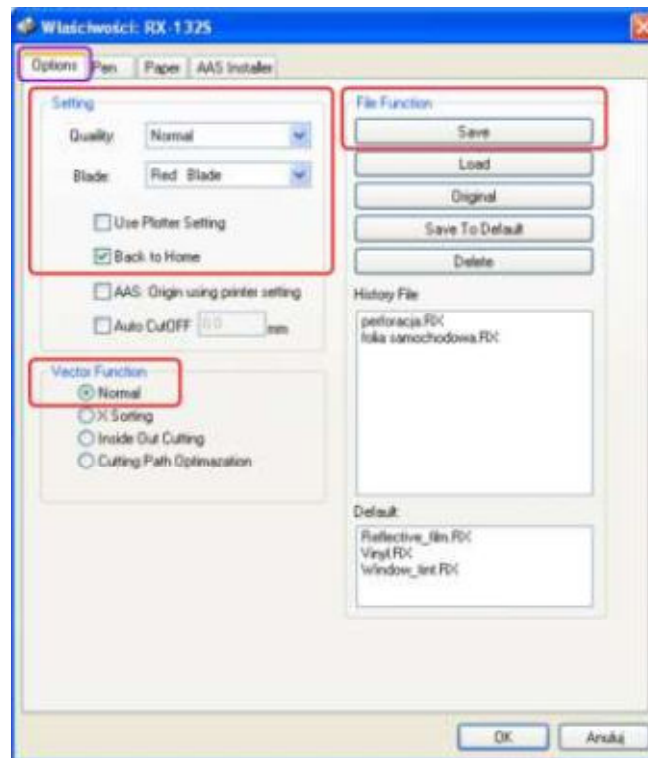 Właściwości: RX-132S
Options Pen Paper AAS Installer
Setting
Quality: Normal
Blade: Red Blade
Use Plotter Setting
Back to Home
AAS: Origin using printer setting
Auto CutOFF 0.0 mm
Vector Function
Normal
X Sorting
Inside Out Cutting
Cutting Path Optimazation
File Function
Save
Load
Original
Save To Default
Delete
History File
perforacja.RX
folia samochodowa.RX
Default:
Reflective_film.RX
Vinyl.RX
Window_tint.RX
OK Anuluj